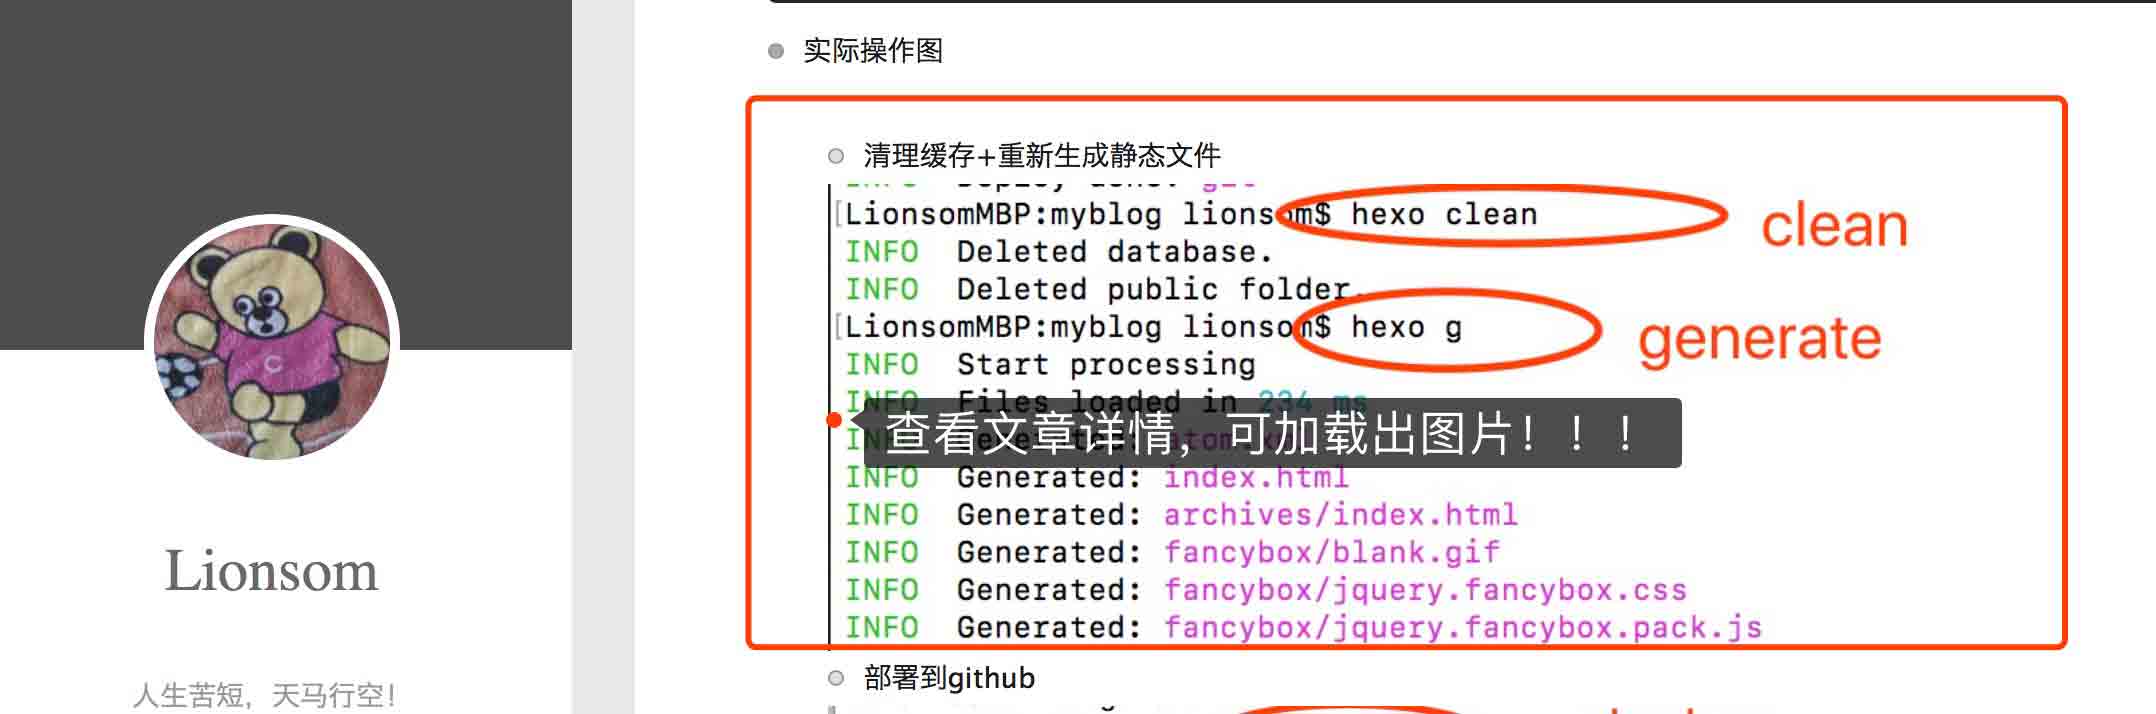 实际操作图
清理缓存+重新生成静态文件
[LionsomMBP:myblog lionsom$ hexo clean
clean
INFO Deleted database.
INFO Deleted public folder.
[LionsomMBP:myblog lionsom$ hexo g
generate
INFO Start processing
INFO Files loaded in 234 ms
查看文章详情，可加载出图片！！！
INFO Generated: index.html
INFO Generated: archives/index.html
INFO Generated: fancybox/blank.gif
INFO Generated: fancybox/jquery.fancybox.css
INFO Generated: fancybox/jquery.fancybox.pack.js
部署到github
C
Lionsom
人生苦短，天马行空！